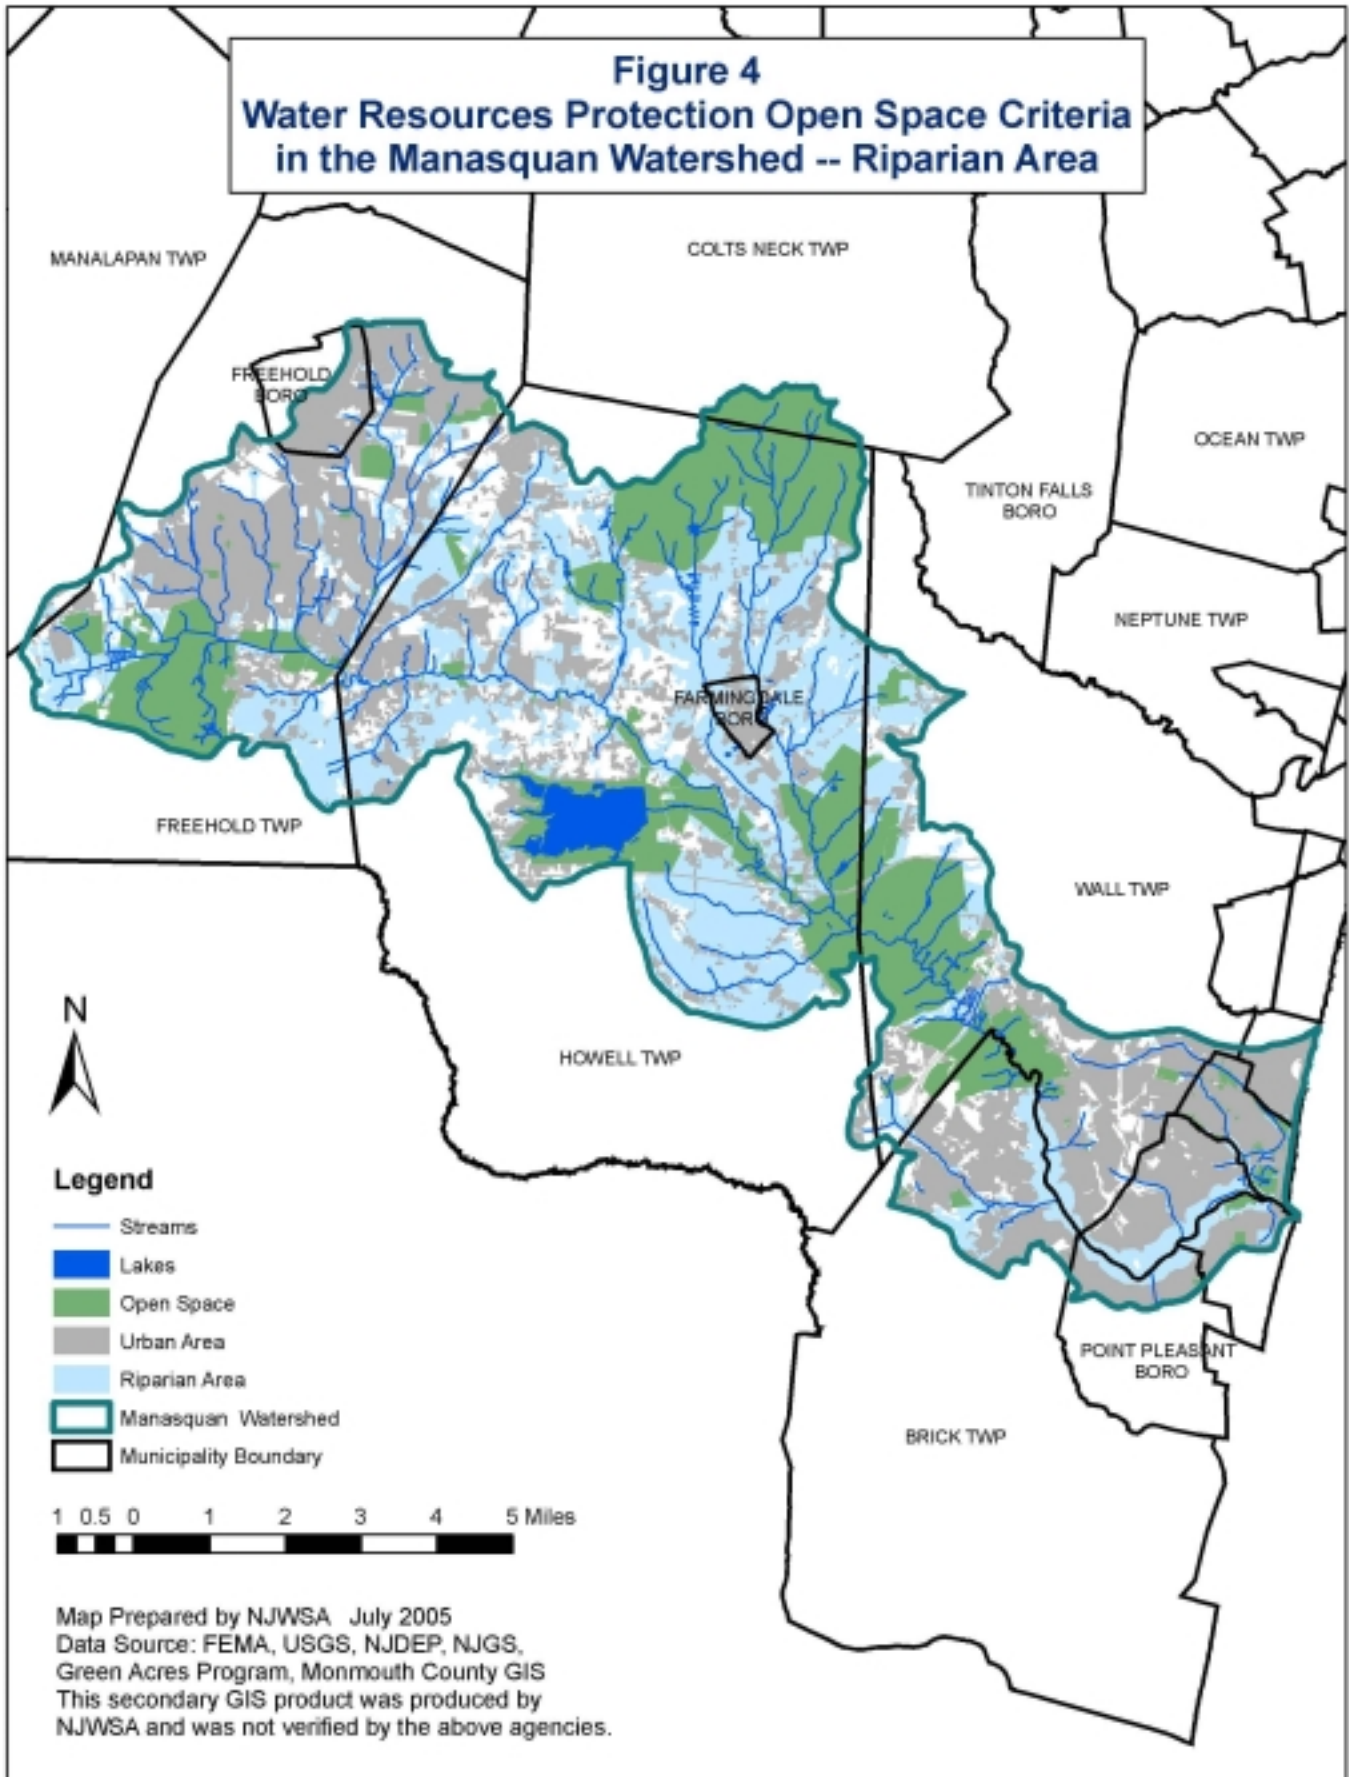 Figure 4
Water Resources Protection Open Space Criteria
in the Manasquan Watershed -- Riparian Area
MANALAPAN TWP
COLTS NECK TWP
FREEHOLD
BORO
OCEAN TWP
TINTON FALLS
BORO
NEPTUNE TWP
FARMINGDALE
BORO
FREEHOLD TWP
WALL TWP
N
HOWELL TWP
Legend
Streams
Lakes
Open Space
Urban Area
Riparian Area
Manasquan Watershed
Municipality Boundary
POINT PLEASANT
BORO
BRICK TWP
1 0.5 0 1 2 3 4 5 Miles
Map Prepared by NJWSA July 2005
Data Source: FEMA, USGS, NJDEP, NJGS,
Green Acres Program, Monmouth County GIS
This secondary GIS product was produced by
NJWSA and was not verified by the above agencies.